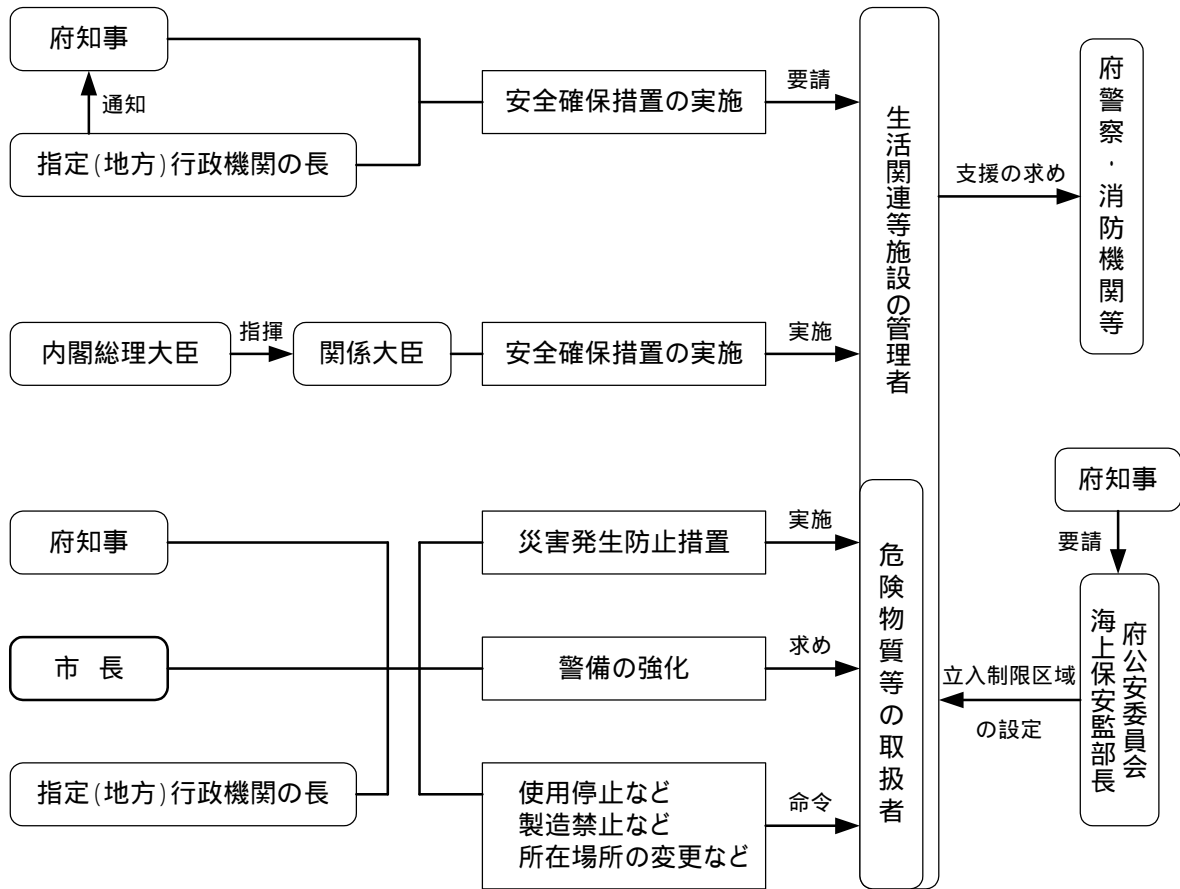 府知事
通知
指定(地方)行政機関の長
安全確保措置の実施
要請
生活関連等施設の管理者
支援の求め
府警察・消防機関等
内閣総理大臣
指揮
関係大臣
安全確保措置の実施
実施
府知事
要請
府公安委員会
海上保安監部長
立入制限区域
の設定
府知事
市 長
指定(地方)行政機関の長
災害発生防止措置
実施
警備の強化
求め
使用停止など
製造禁止など
所在場所の変更など
命令
危険物質等の取扱者